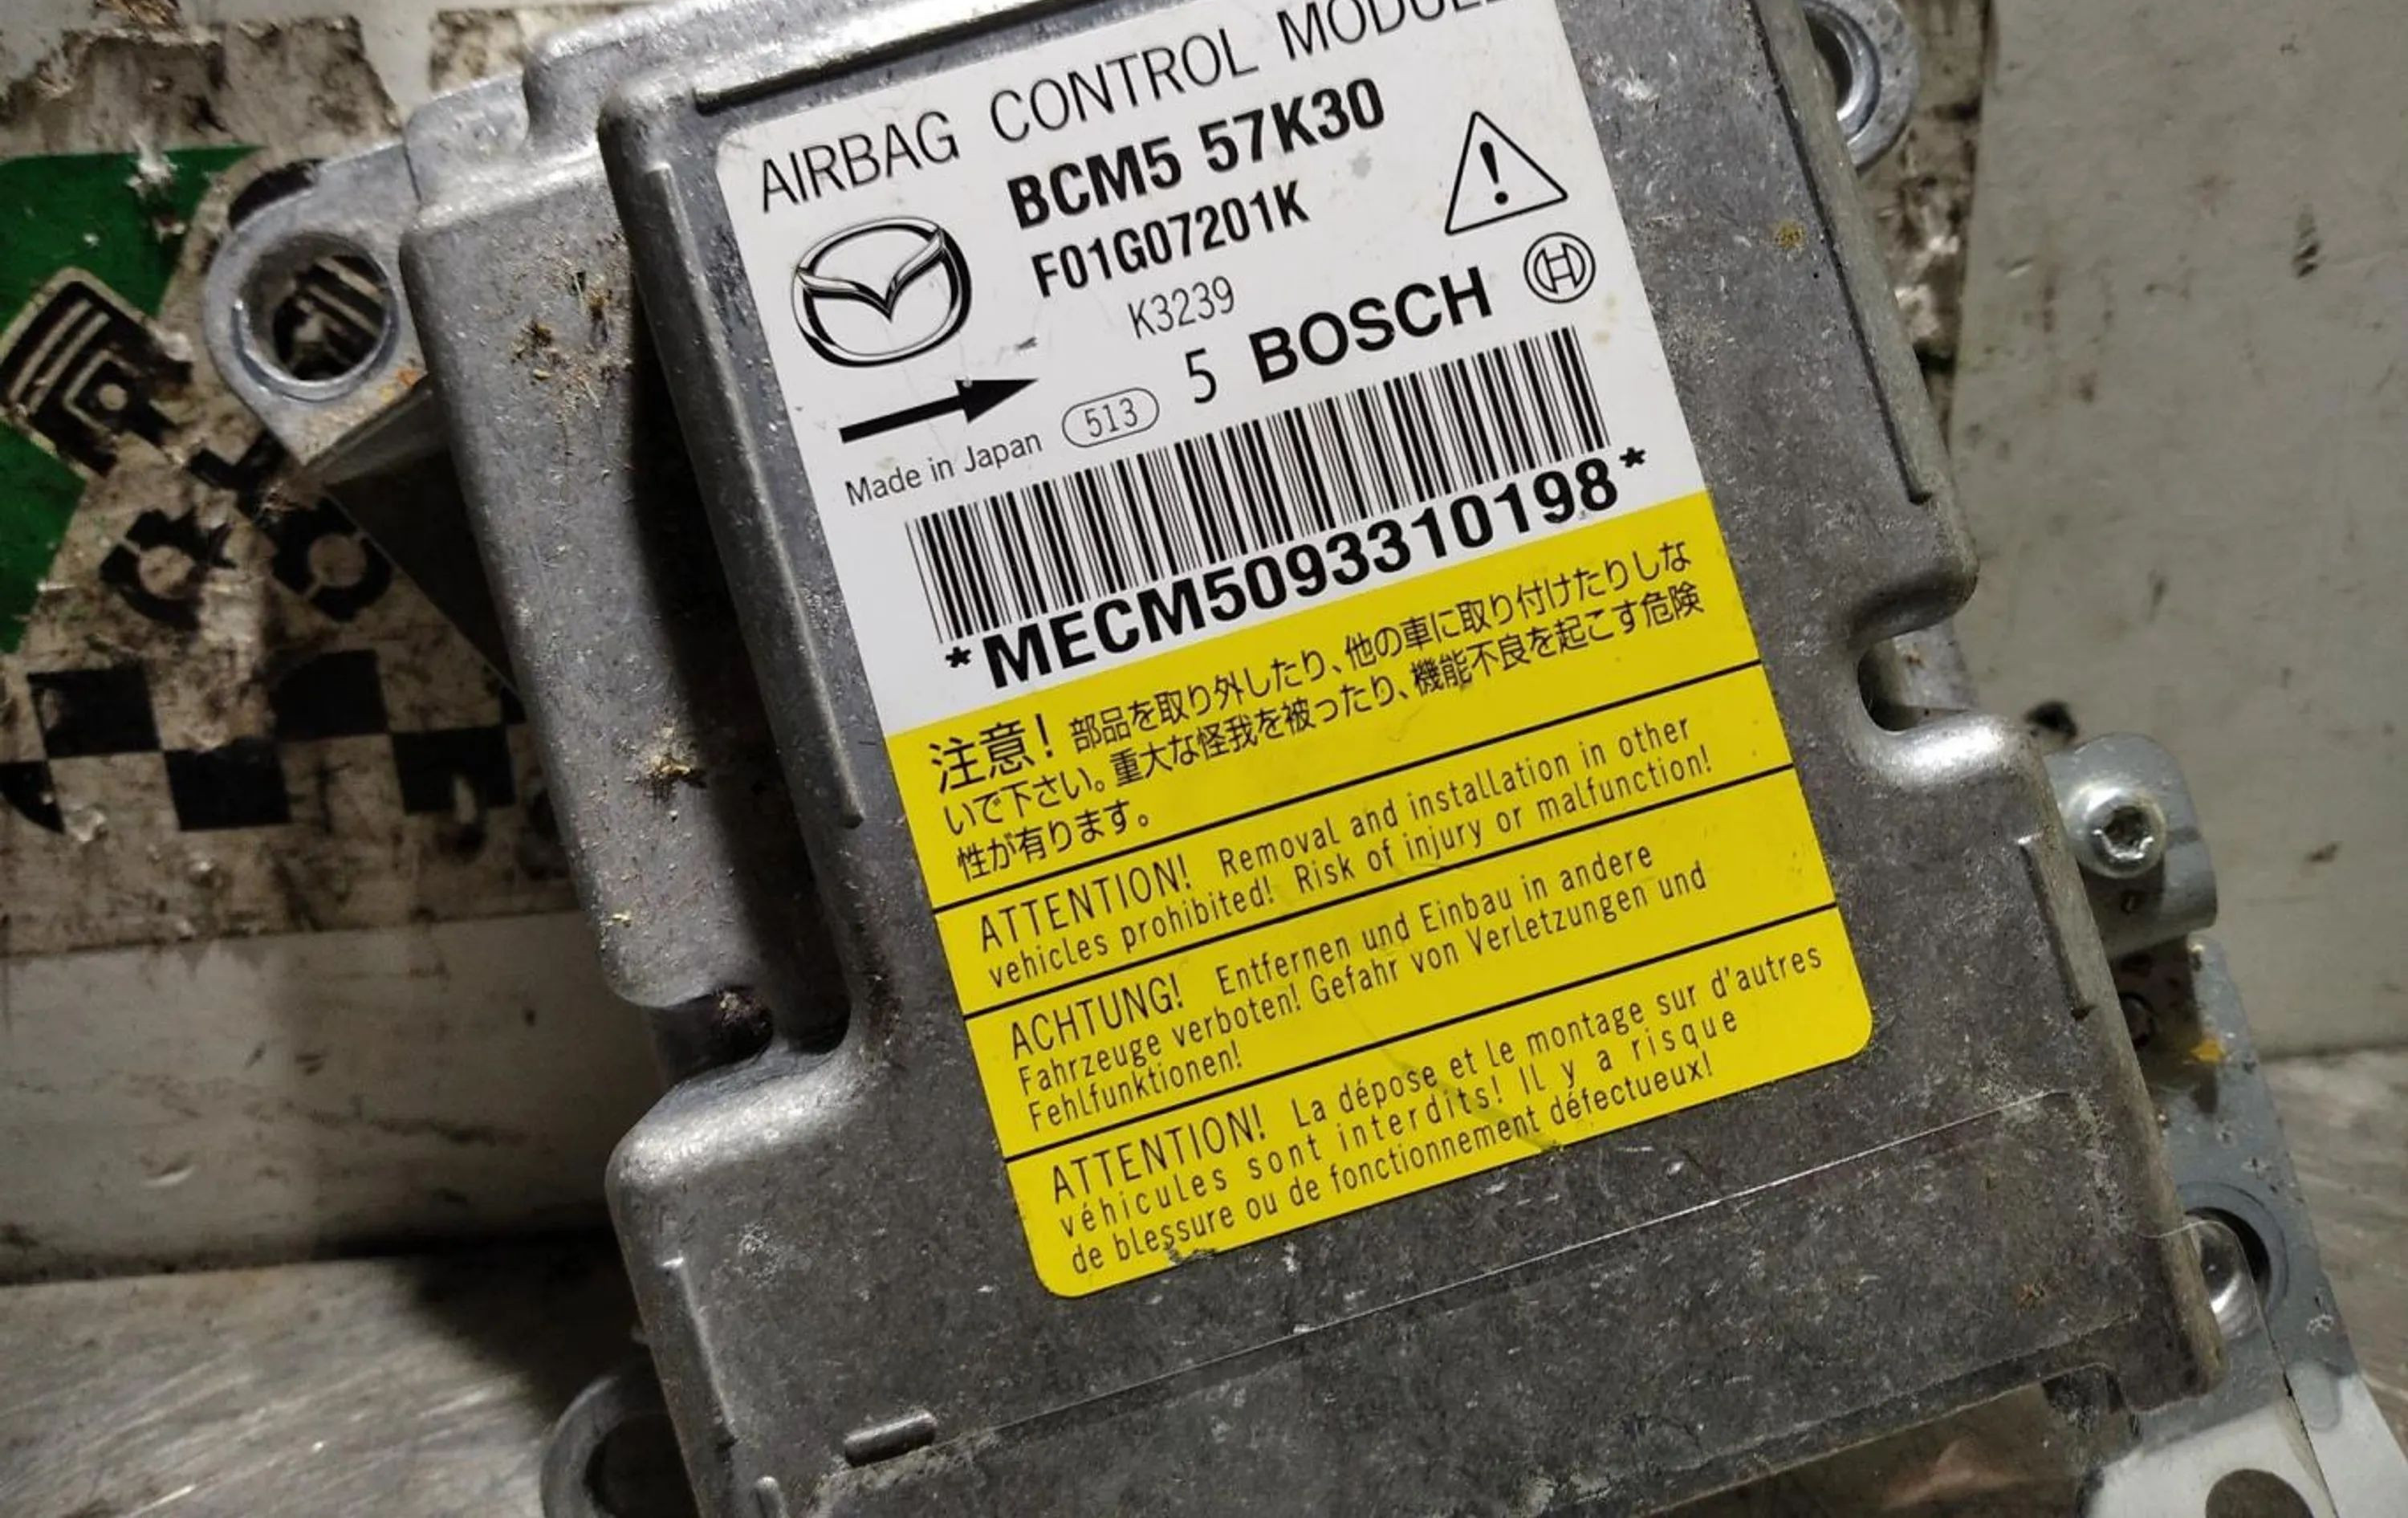 AIRBAG CONTROL MODULE
BCM5 57K30
F01G07201K
K3239
5 BOSCH
Made in Japan 513
*MECM5093310198*
注意! 部品を取り外したり、他の車に取り付けたりしな
いで下さい。重大な怪我を被ったり、機能不良を起こす危険
性が有ります。
ATTENTION! Removal and installation in other
vehicles prohibited! Risk of injury or malfunction!
ACHTUNG! Entfernen und Einbau in andere
Fahrzeuge verboten! Gefahr von Verletzungen und
Fehlfunktionen!
ATTENTION! La dépose et le montage sur d'autres
véhicules sont interdits! Il y a risque
de blessure ou de fonctionnement défectueux!